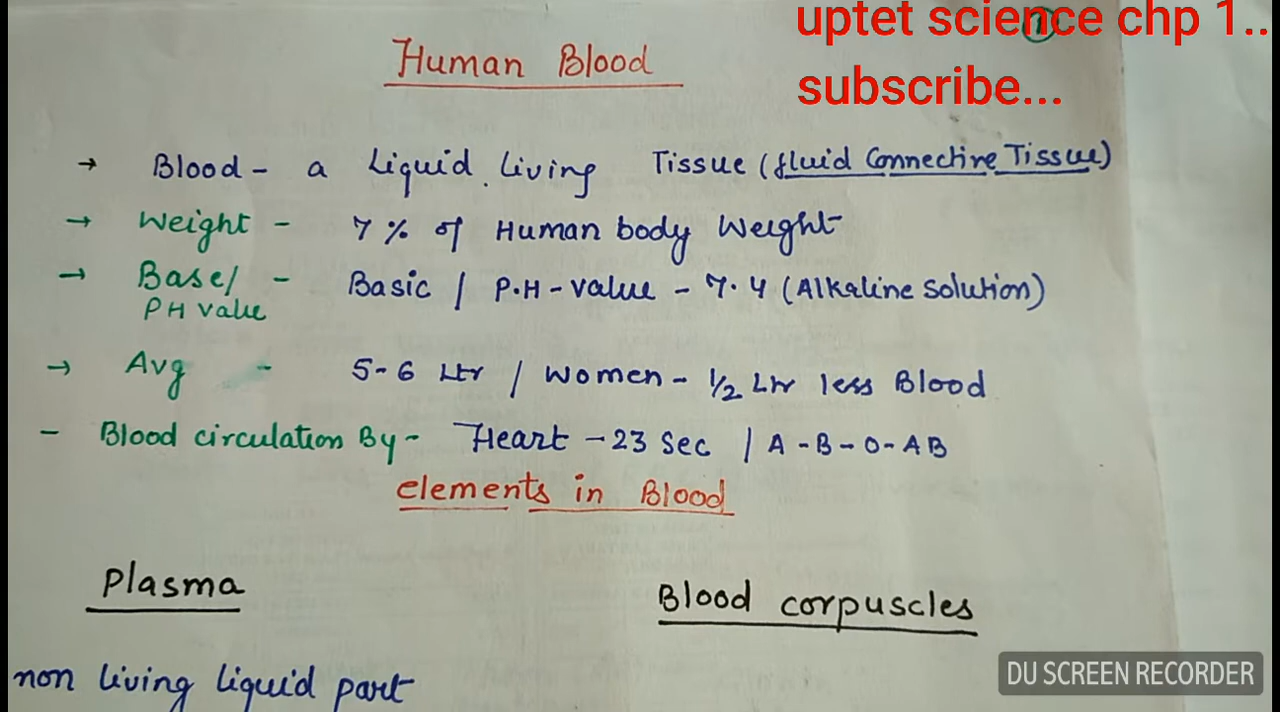 uptet science chp 1..
subscribe...
1
Human Blood
→ Blood - a Liquid Living Tissue (fluid Connective Tissue)
→ Weight - 7 % of Human body Weight
→ Base/ - Basic / P.H - value - 7.4 (Alkaline solution)
PH value
→ Avg - 5-6 Ltr / Women - 1/2 Ltr less Blood
- Blood circulation By - Heart - 23 Sec / A - B - O - AB
elements in Blood
Plasma
Blood corpuscles
non living liquid part
DU SCREEN RECORDER